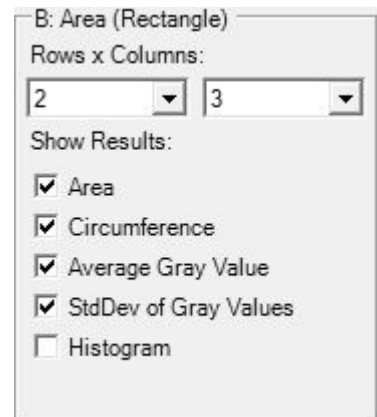 B: Area (Rectangle)
Rows x Columns:
2 3
Show Results:
Area
Circumference
Average Gray Value
StdDev of Gray Values
Histogram